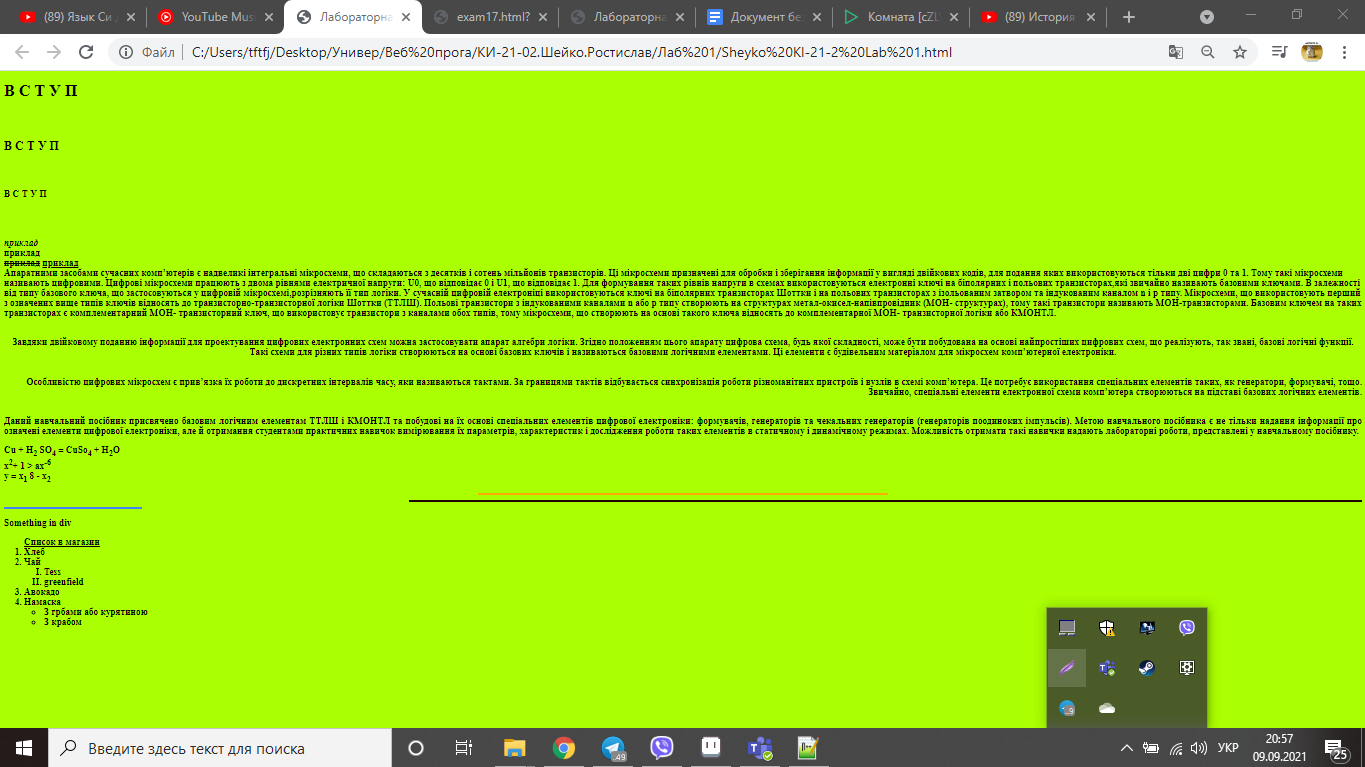 (89) Язык Си д
YouTube Musi
Лабораторна
exam17.html?
Лабораторна
Документ без
Комната [cZU
(89) История
Файл | C:/Users/tftfj/Desktop/Универ/Веб%20прога/КИ-21-02.Шейко.Ростислав/Лаб%201/Sheyko%20KI-21-2%20Lab%201.html
В С Т У П
В С Т У П
В С Т У П
приклад
приклад
приклад приклад
Апаратними засобами сучасних комп’ютерів є надвеликі інтегральні мікросхеми, що складаються з десятків і сотень мільйонів транзисторів. Ці мікросхеми призначені для обробки і зберігання інформації у вигляді двійкових кодів, для подання яких використовуються тільки дві цифри 0 та 1. Тому такі мікросхеми
називають цифровими. Цифрові мікросхеми працюють з двома рівнями електричної напруги: U0, що відповідає 0 і U1, що відповідає 1. Для формування таких рівнів напруги в схемах використовуються електронні ключі на біполярних і польових транзисторах,які звичайно називають базовими ключами. В залежності
від типу базового ключа, що застосовуються у цифровій мікросхемі,розрізняють її тип логіки. У сучасній цифровій електроніці використовуються ключі на біполярних транзисторах Шоттки і на польових транзисторах з ізольованим затвором та індукованим каналом n і p типу. Мікросхеми, що використовують перший
з означених вище типів ключів відносять до транзисторно-транзисторної логіки Шоттки (ТТЛШ). Польові транзистори з індукованими каналами n або p типу створюють на структурах метал-окисел-напівпровідник (МОН- структурах), тому такі транзистори називають МОН-транзисторами. Базовим ключем на таких
транзисторах є комплементарний МОН- транзисторний ключ, що використовує транзистори з каналами обох типів, тому мікросхеми, що створюють на основі такого ключа відносять до комплементарної МОН- транзисторної логіки або КМОНТЛ.
Завдяки двійковому поданню інформації для проектування цифрових електронних схем можна застосовувати апарат алгебри логіки. Згідно положенням цього апарату цифрова схема, будь якої складності, може бути побудована на основі найпростіших цифрових схем, що реалізують, так звані, базові логічні функції.
Такі схеми для різних типів логіки створюються на основі базових ключів і називаються базовими логічними елементами. Ці елементи є будівельним матеріалом для мікросхем комп’ютерної електроніки.
Особливістю цифрових мікросхем є прив’язка їх роботи до дискретних інтервалів часу, яки називаються тактами. За границями тактів відбувається синхронізація роботи різноманітних пристроїв і вузлів в схемі комп’ютера. Це потребує використання спеціальних елементів таких, як генератори, формувачі, тощо.
Звичайно, спеціальні елементи електронної схеми комп’ютера створюються на підставі базових логічних елементів.
Даний навчальний посібник присвячено базовим логічним елементам ТТЛШ і КМОНТЛ та побудові на їх основі спеціальних елементів цифрової електроніки: формувачів, генераторів та чекальних генераторів (генераторів поодиноких імпульсів). Метою навчального посібника є не тільки надання інформації про
означені елементи цифрової електроніки, але й отримання студентами практичних навичок вимірювання їх параметрів, характеристик і дослідження роботи таких елементів в статичному і динамічному режимах. Можливість отримати такі навички надають лабораторні роботи, представлені у навчальному посібнику.
Cu + H2 SO4 = CuSo4 + H2O
x2+ 1 > ax-6
y = x1 8 - x2
Something in div
Список в магазин
1. Хлеб
2. Чай
I. Tess
II. greenfield
3. Авокадо
4. Намаска
З грбами або курятиною
З крабом
Введите здесь текст для поиска
49
УКР
20:57
09.09.2021
25